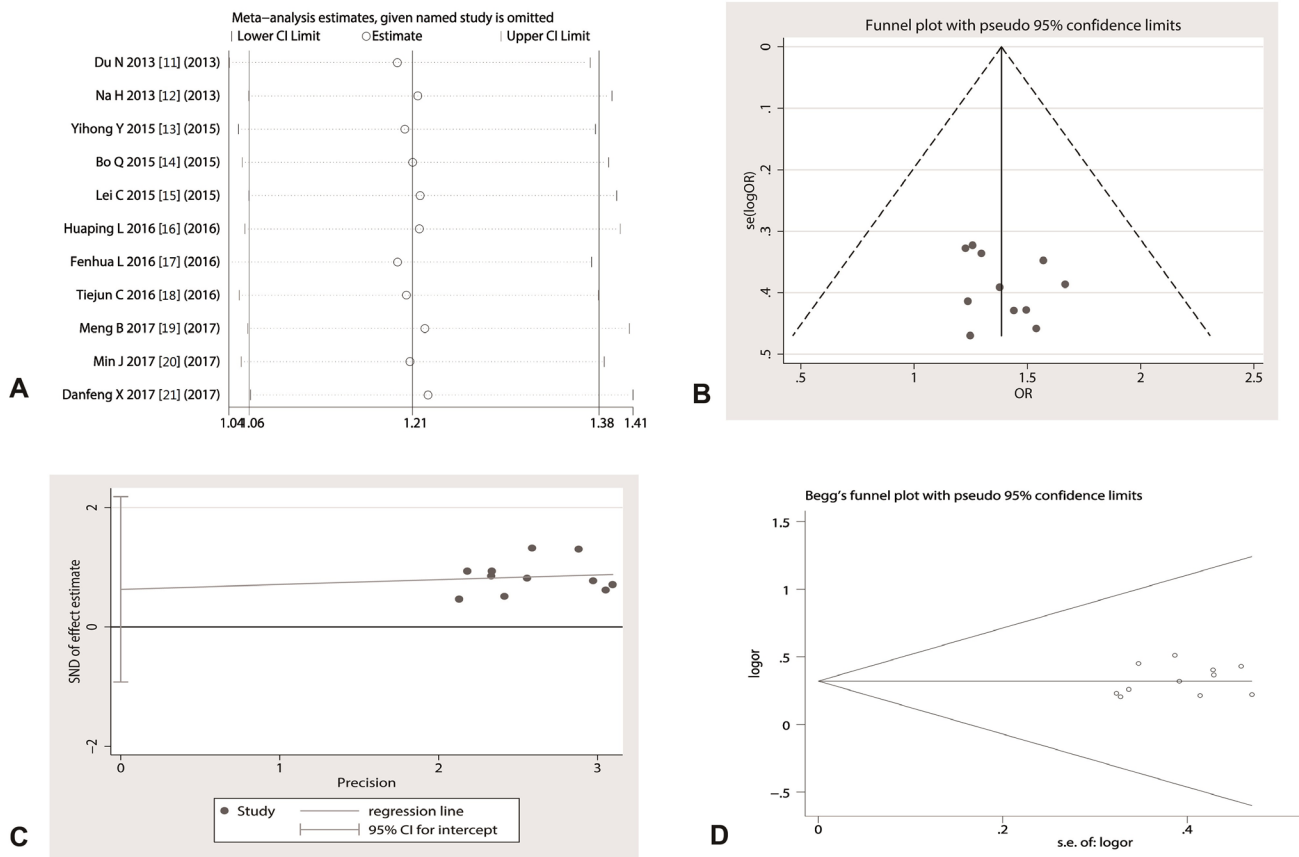 Meta−analysis estimates, given named study is omitted
Lower CI Limit Estimate Upper CI Limit
Du N 2013 [11] (2013)
Na H 2013 [12] (2013)
Yihong Y 2015 [13] (2015)
Bo Q 2015 [14] (2015)
Lei C 2015 [15] (2015)
Huaping L 2016 [16] (2016)
Fenhua L 2016 [17] (2016)
Tiejun C 2016 [18] (2016)
Meng B 2017 [19] (2017)
Min J 2017 [20] (2017)
Danfeng X 2017 [21] (2017)
1.04 1.06 1.21 1.38 1.41
A
Funnel plot with pseudo 95% confidence limits
0
.1
.2
.3
.4
.5
se(logOR)
.5 1 1.5 2 2.5
OR
B
2
0
−2
SND of effect estimate
0 1 2 3
Precision
Study regression line
95% CI for intercept
C
Begg's funnel plot with pseudo 95% confidence limits
1.5
1
.5
0
−.5
logor
0 .2 .4
s.e. of: logor
D